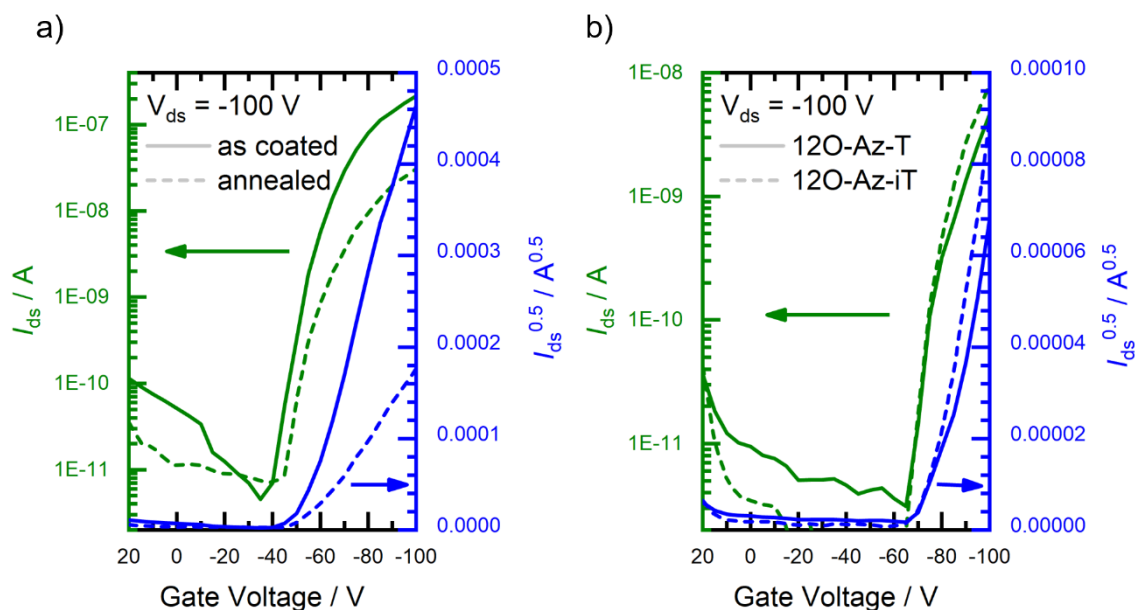 a)
V_ds = -100 V
as coated
annealed
1E-07
1E-08
1E-09
1E-10
1E-11
I_ds / A
0.0005
0.0004
0.0003
0.0002
0.0001
0.0000
I_ds^0.5 / A^0.5
20 0 -20 -40 -60 -80 -100
Gate Voltage / V
b)
V_ds = -100 V
12O-Az-T
12O-Az-iT
1E-08
1E-09
1E-10
1E-11
I_ds / A
0.00010
0.00008
0.00006
0.00004
0.00002
0.00000
I_ds^0.5 / A^0.5
20 0 -20 -40 -60 -80 -100
Gate Voltage / V